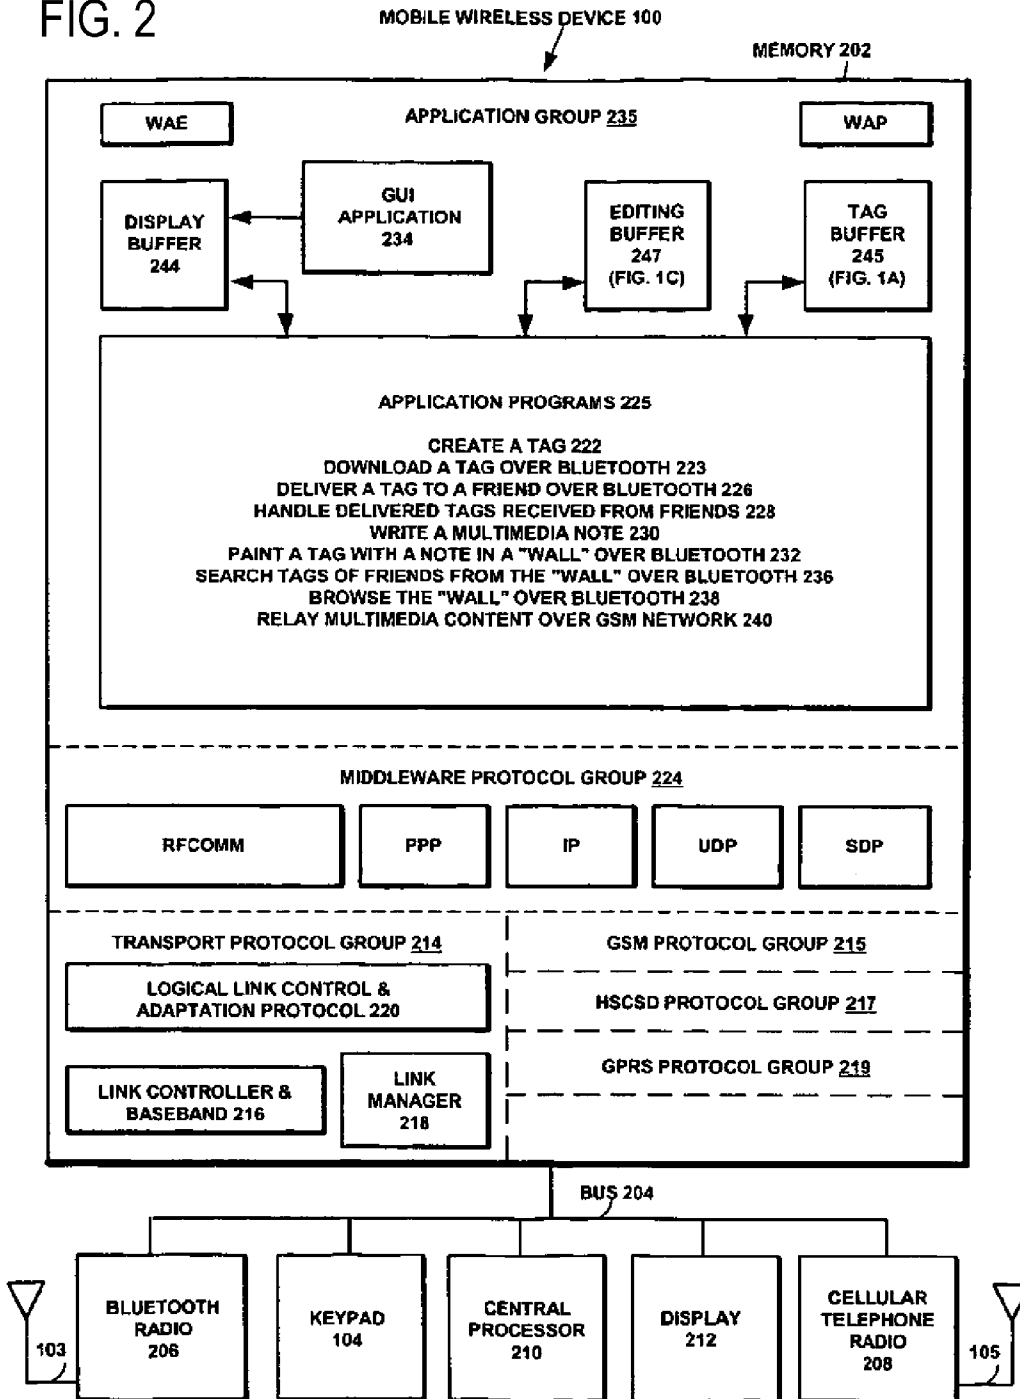 FIG. 2
MOBILE WIRELESS DEVICE 100
MEMORY 202
WAE
APPLICATION GROUP 235
WAP
DISPLAY
BUFFER
244
GUI
APPLICATION
234
EDITING
BUFFER
247
(FIG. 1C)
TAG
BUFFER
245
(FIG. 1A)
APPLICATION PROGRAMS 225
CREATE A TAG 222
DOWNLOAD A TAG OVER BLUETOOTH 223
DELIVER A TAG TO A FRIEND OVER BLUETOOTH 226
HANDLE DELIVERED TAGS RECEIVED FROM FRIENDS 228
WRITE A MULTIMEDIA NOTE 230
PAINT A TAG WITH A NOTE IN A "WALL" OVER BLUETOOTH 232
SEARCH TAGS OF FRIENDS FROM THE "WALL" OVER BLUETOOTH 236
BROWSE THE "WALL" OVER BLUETOOTH 238
RELAY MULTIMEDIA CONTENT OVER GSM NETWORK 240
MIDDLEWARE PROTOCOL GROUP 224
RFCOMM
PPP
IP
UDP
SDP
TRANSPORT PROTOCOL GROUP 214
LOGICAL LINK CONTROL &
ADAPTATION PROTOCOL 220
LINK CONTROLLER &
BASEBAND 216
LINK
MANAGER
218
GSM PROTOCOL GROUP 215
HSCSD PROTOCOL GROUP 217
GPRS PROTOCOL GROUP 219
BUS 204
103
BLUETOOTH
RADIO
206
KEYPAD
104
CENTRAL
PROCESSOR
210
DISPLAY
212
CELLULAR
TELEPHONE
RADIO
208
105